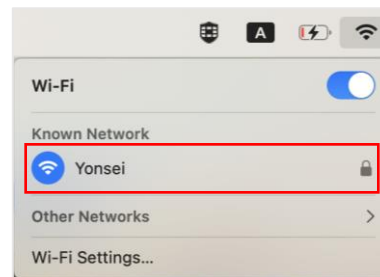 A
Wi-Fi
Known Network
Yonsei
Other Networks
Wi-Fi Settings...